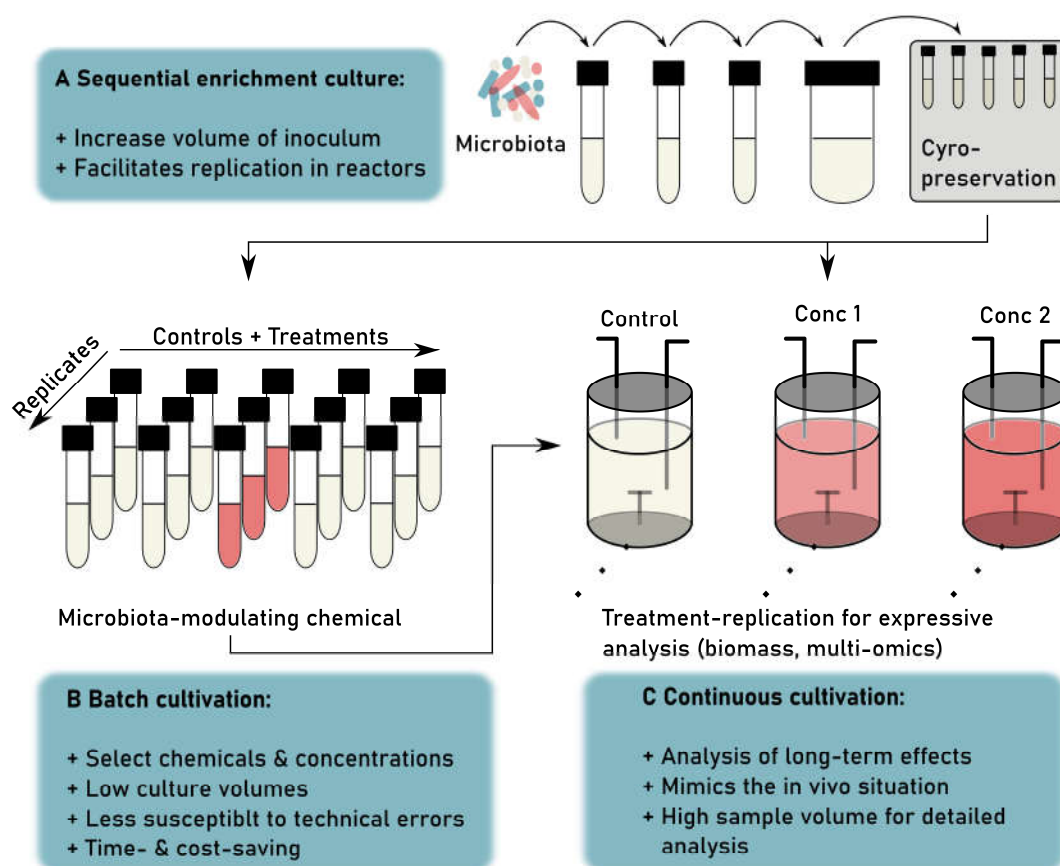 A Sequential enrichment culture:
+ Increase volume of inoculum
+ Facilitates replication in reactors
Microbiota
Cyro-
preservation
Controls + Treatments
Replicates
Control
Conc 1
Conc 2
Microbiota-modulating chemical
Treatment-replication for expressive
analysis (biomass, multi-omics)
B Batch cultivation:
+ Select chemicals & concentrations
+ Low culture volumes
+ Less susceptiblt to technical errors
+ Time- & cost-saving
C Continuous cultivation:
+ Analysis of long-term effects
+ Mimics the in vivo situation
+ High sample volume for detailed
analysis